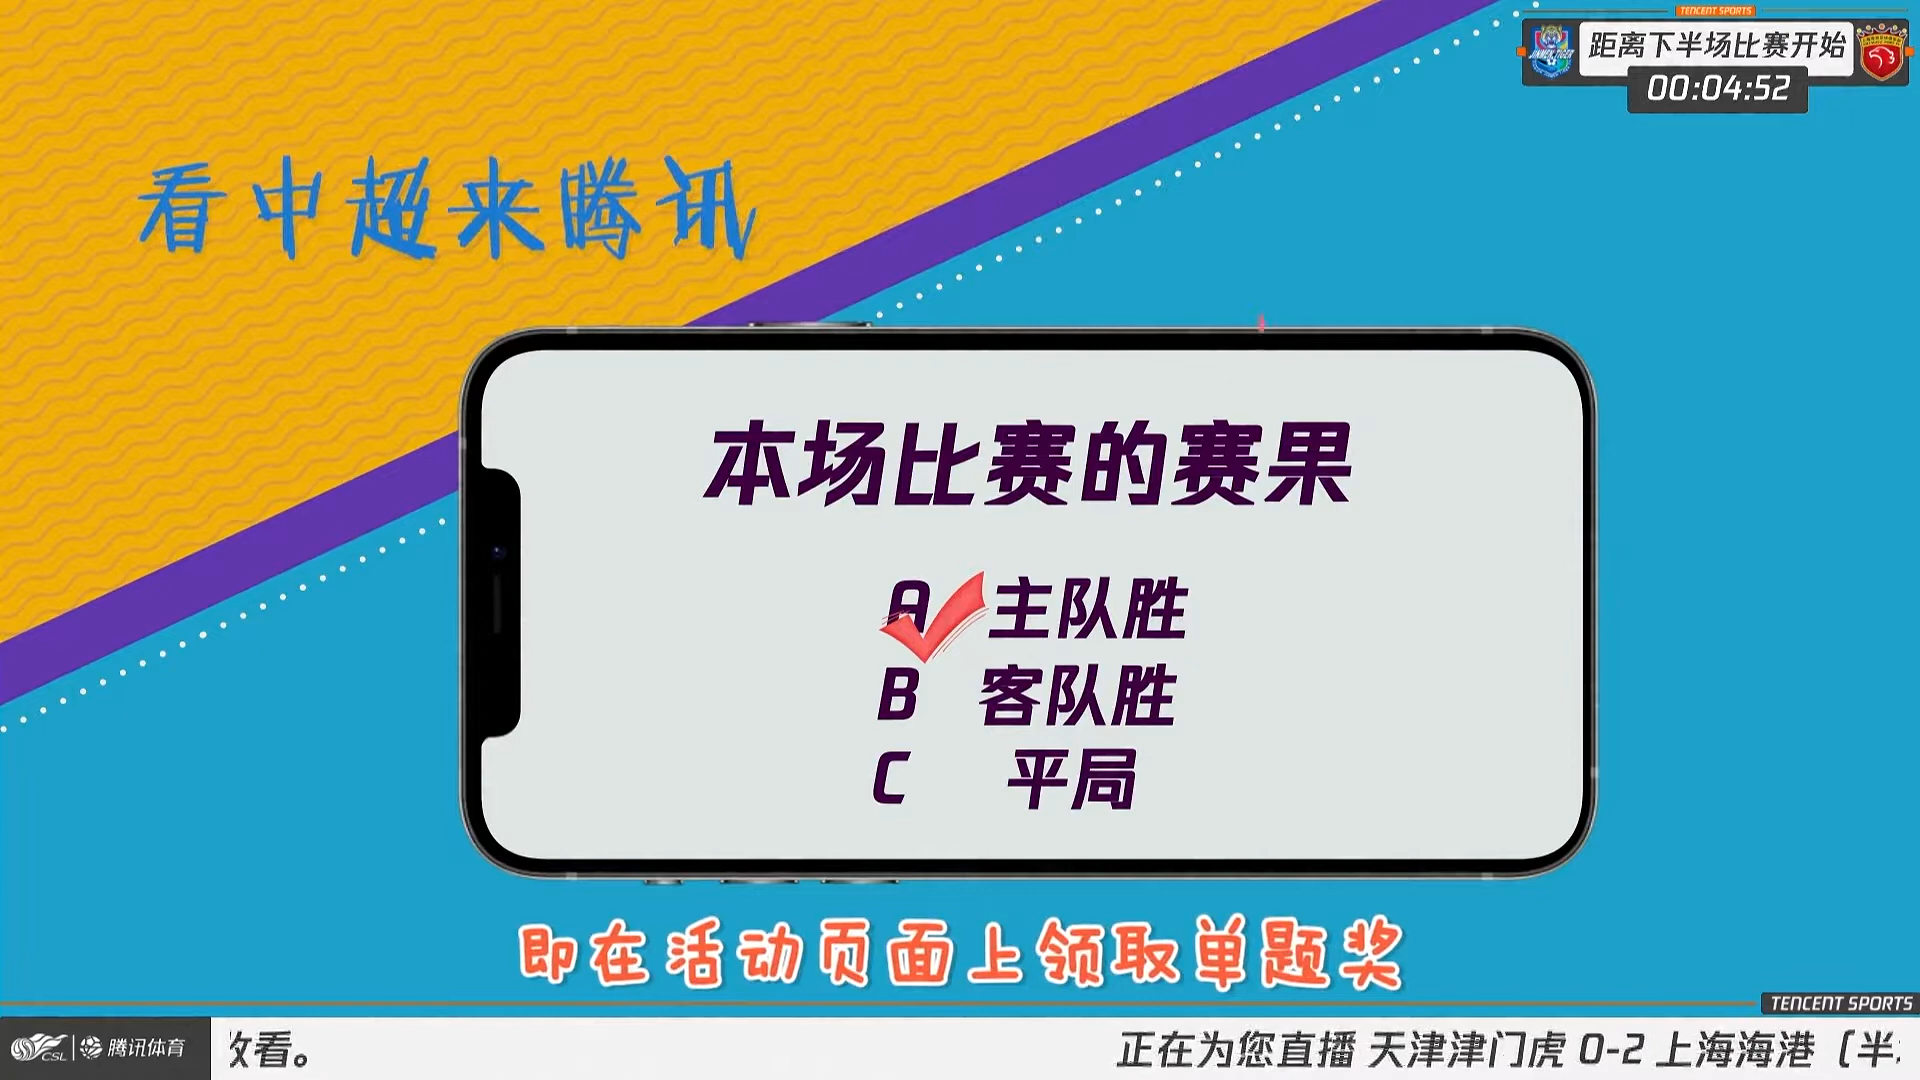 TENCENT SPORTS
距离下半场比赛开始
00:04:52
看中超来腾讯
本场比赛的赛果
A 主队胜
B 客队胜
C 平局
即在活动页面上领取单题奖
TENCENT SPORTS
CSL 腾讯体育
看。
正在为您直播 天津津门虎 0-2 上海海港（半